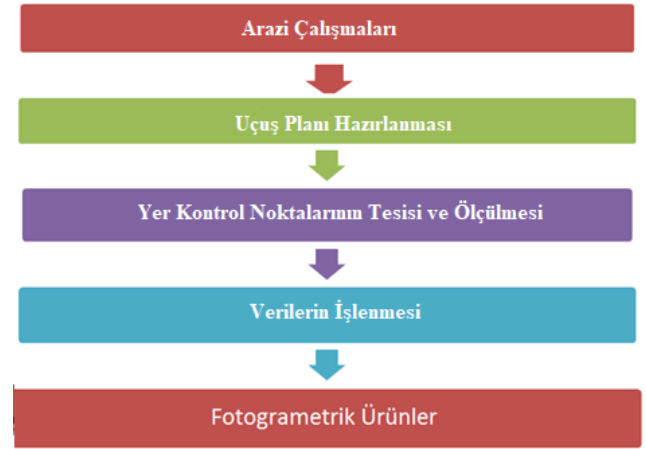 Arazi Çalışmaları
Uçuş Planı Hazırlanması
Yer Kontrol Noktalarının Tesisi ve Ölçülmesi
Verilerin İşlenmesi
Fotogrametrik Ürünler